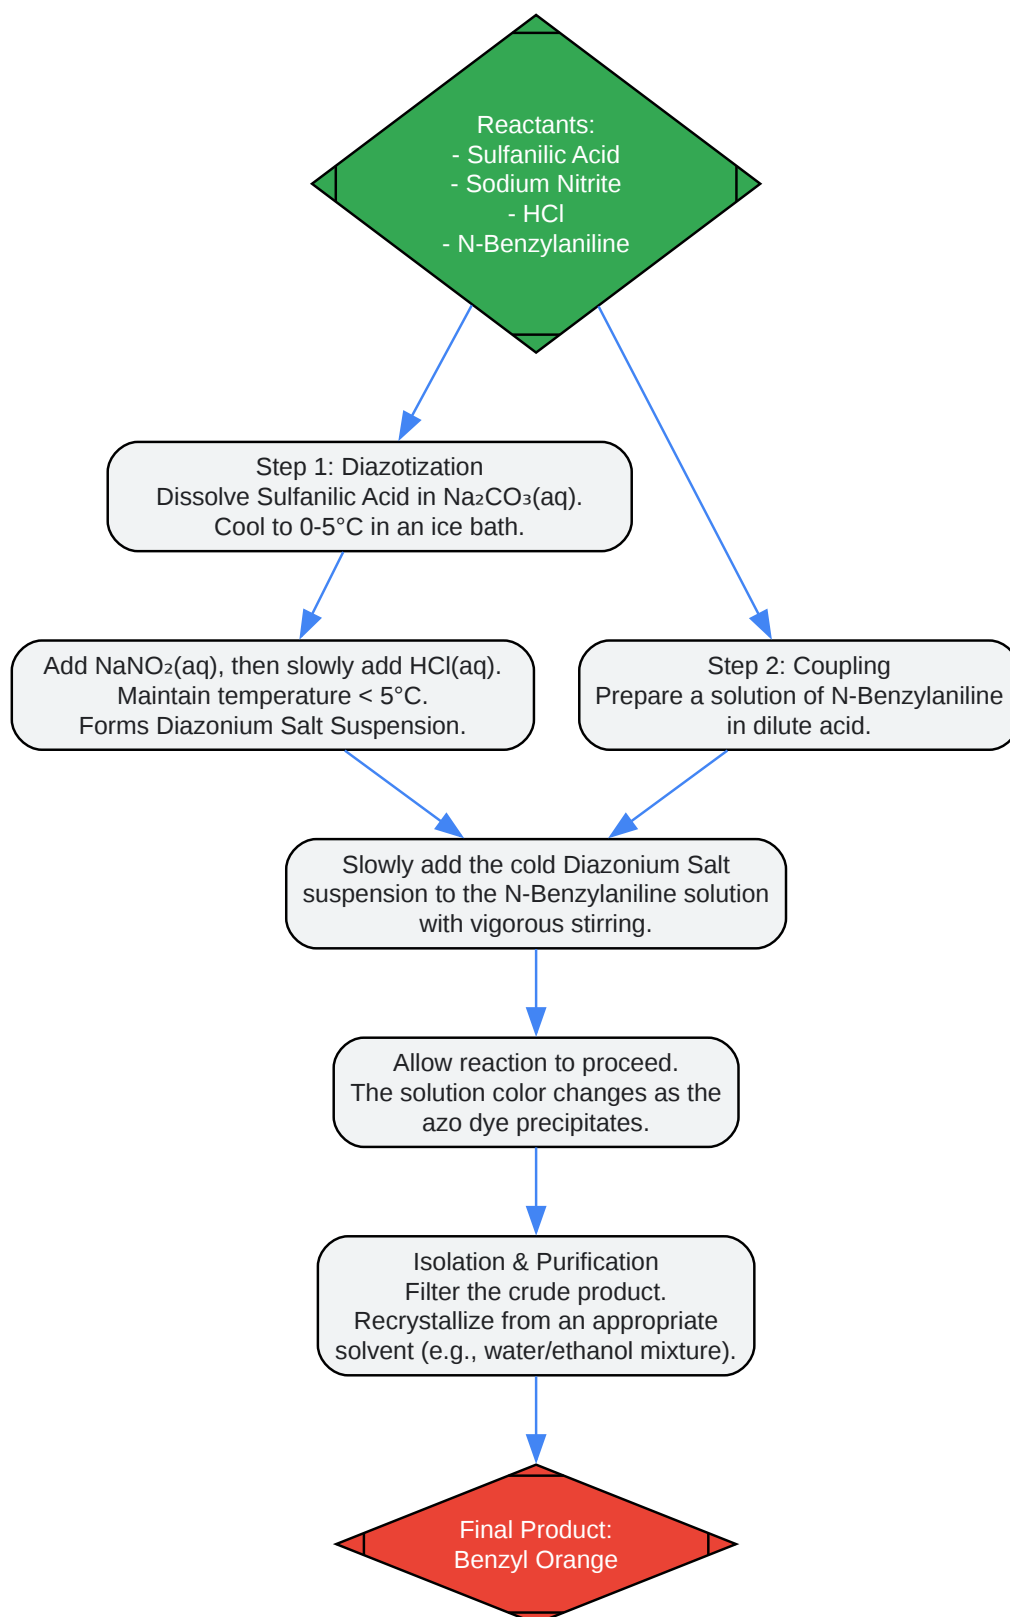 Reactants:
- Sulfanilic Acid
- Sodium Nitrite
- HCl
- N-Benzylaniline
Step 1: Diazotization
Dissolve Sulfanilic Acid in Na₂CO₃(aq).
Cool to 0-5°C in an ice bath.
Add NaNO₂(aq), then slowly add HCl(aq).
Maintain temperature < 5°C.
Forms Diazonium Salt Suspension.
Step 2: Coupling
Prepare a solution of N-Benzylaniline
in dilute acid.
Slowly add the cold Diazonium Salt
suspension to the N-Benzylaniline solution
with vigorous stirring.
Allow reaction to proceed.
The solution color changes as the
azo dye precipitates.
Isolation & Purification
Filter the crude product.
Recrystallize from an appropriate
solvent (e.g., water/ethanol mixture).
Final Product:
Benzyl Orange